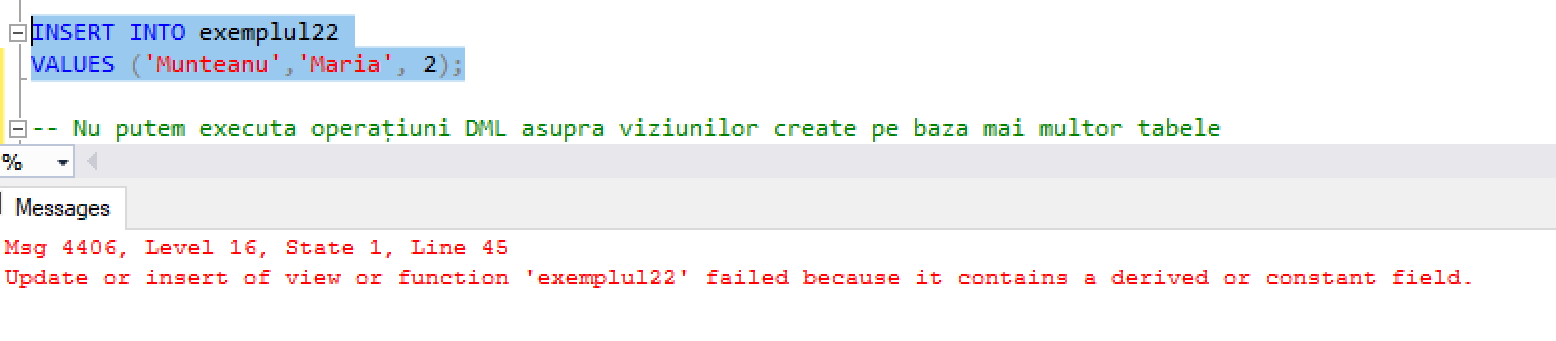 INSERT INTO exemplul22
VALUES ('Munteanu','Maria', 2);
-- Nu putem executa operațiuni DML asupra viziunilor create pe baza mai multor tabele
%
Messages
Msg 4406, Level 16, State 1, Line 45
Update or insert of view or function 'exemplul22' failed because it contains a derived or constant field.